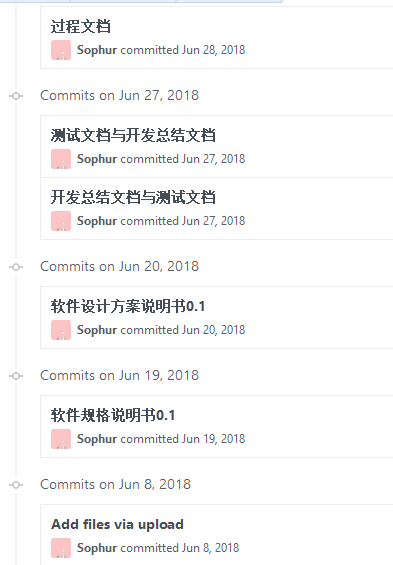 过程文档
Sophur committed Jun 28, 2018
Commits on Jun 27, 2018
测试文档与开发总结文档
Sophur committed Jun 27, 2018
开发总结文档与测试文档
Sophur committed Jun 27, 2018
Commits on Jun 20, 2018
软件设计方案说明书0.1
Sophur committed Jun 20, 2018
Commits on Jun 19, 2018
软件规格说明书0.1
Sophur committed Jun 19, 2018
Commits on Jun 8, 2018
Add files via upload
Sophur committed Jun 8, 2018